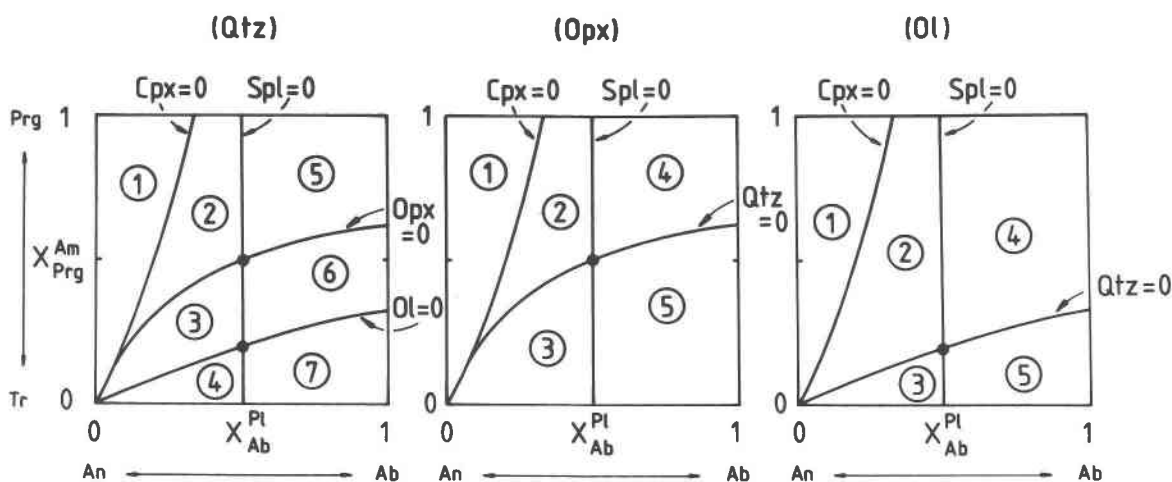 (Qtz)
Cpx=0 Spl=0
Prg 1
① ② ⑤
Opx
=0
X Am Prg
③ ⑥
Ol=0
④ ⑦
Tr 0
0 X Pl Ab 1
An Ab
(Opx)
Cpx=0 Spl=0
1
① ② ④
Qtz
=0
③ ⑤
0
0 X Pl Ab 1
An Ab
(Ol)
Cpx=0 Spl=0
1
① ② ④
Qtz=0
③ ⑤
0
0 X Pl Ab 1
An Ab